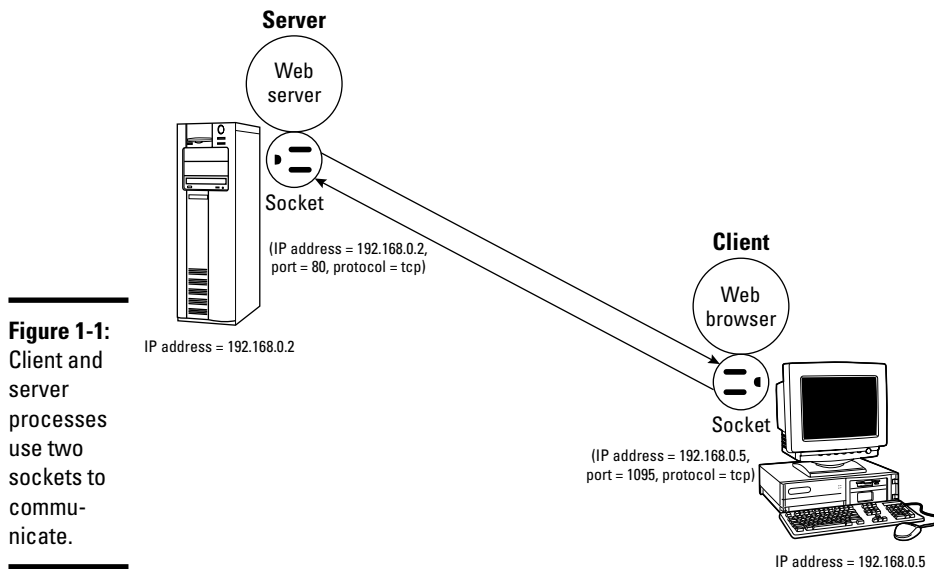 Server
Web
server
Socket
(IP address = 192.168.0.2,
port = 80, protocol = tcp)
IP address = 192.168.0.2
Client
Web
browser
Socket
(IP address = 192.168.0.5,
port = 1095, protocol = tcp)
IP address = 192.168.0.5
Figure 1-1:
Client and
server
processes
use two
sockets to
commu-
nicate.